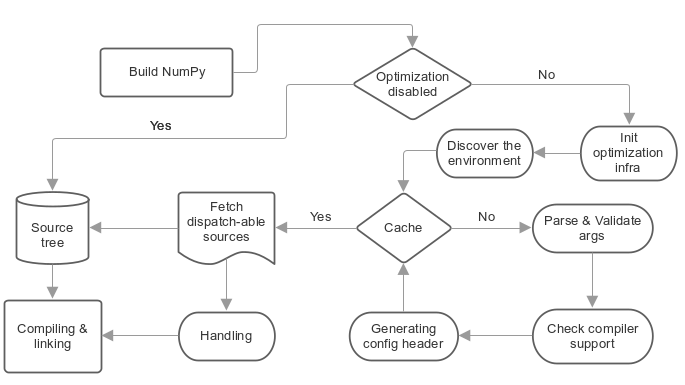 Build NumPy
Optimization
disabled
No
Yes
Init
optimization
infra
Discover the
environment
Source
tree
Fetch
dispatch-able
sources
Yes
Cache
No
Parse & Validate
args
Compiling &
linking
Handling
Generating
config header
Check compiler
support